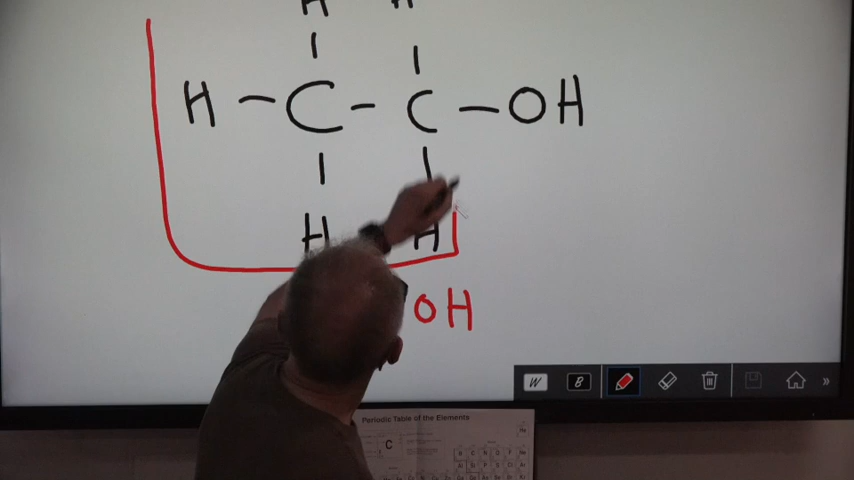 H H
H - C - C - OH
H H
OH
W B
Periodic Table of the Elements
C